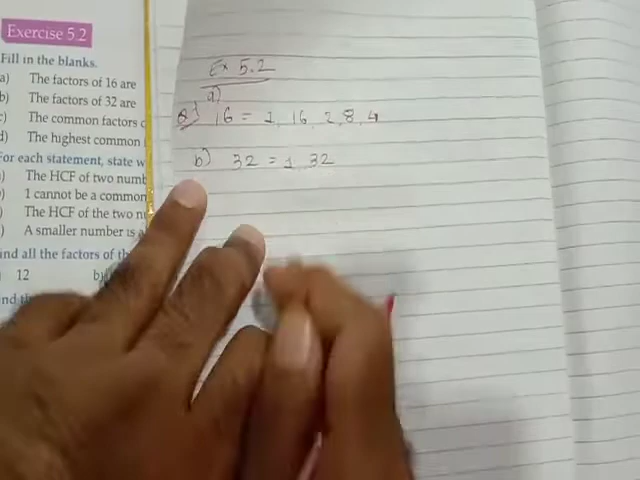 Exercise 5.2
Fill in the blanks.
a) The factors of 16 are
b) The factors of 32 are
c) The common factors
d) The highest common
For each statement, state w
) The HCF of two numb
) 1 cannot be a common
) The HCF of the two
) A smaller number is
ind all the factors of th
12 b)
Ex 5.2
a)
16 = 1, 16, 2, 8, 4
b) 32 = 1, 32